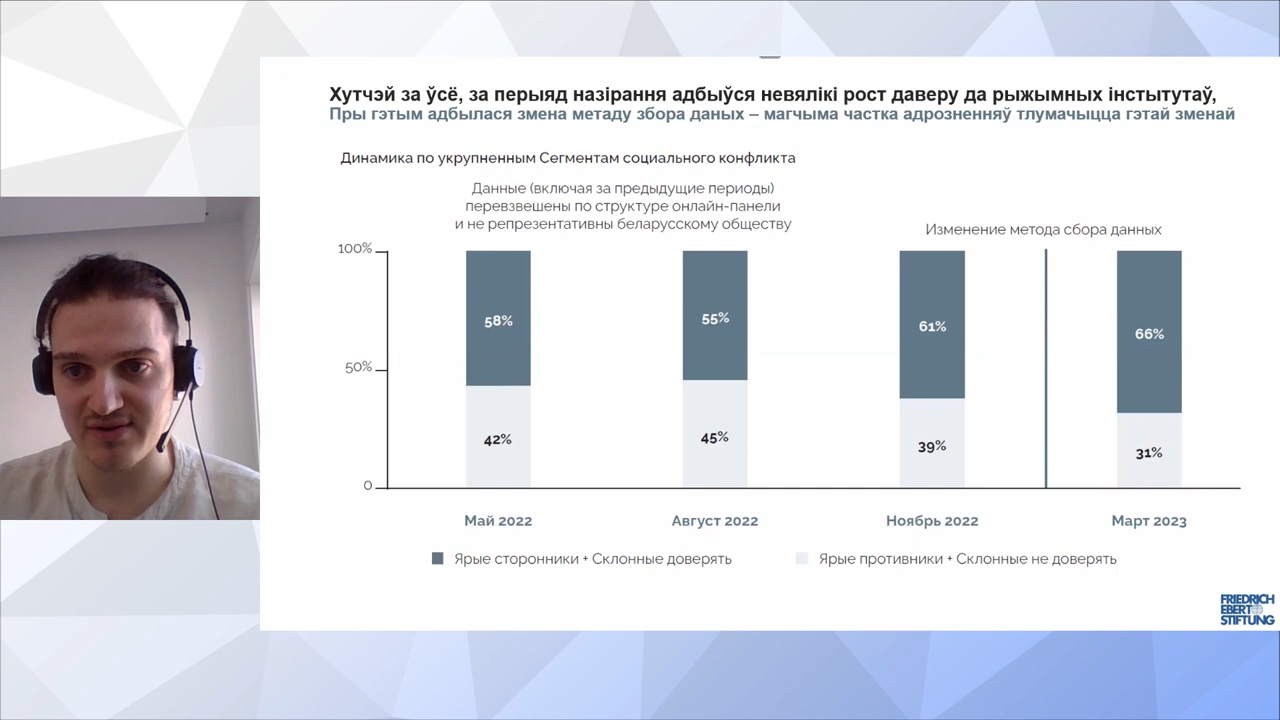 Хутчэй за ўсё, за перыяд назірання адбыўся невялікі рост даверу да рыжымных інстытутаў,
Пры гэтым адбылася змена метаду збора даных – магчыма частка адрозненняў тлумачыцца гэтай зменай
Динамика по укрупненным Сегментам социального конфликта
Данные (включая за предыдущие периоды)
перевзвешены по структуре онлайн-панели
и не репрезентативны беларусскому обществу
Изменение метода сбора данных
100%
50%
0
58%
55%
61%
66%
42%
45%
39%
31%
Май 2022
Август 2022
Ноябрь 2022
Март 2023
Ярые сторонники + Склонные доверять
Ярые противники + Склонные не доверять
FRIEDRICH
EBERT
STIFTUNG